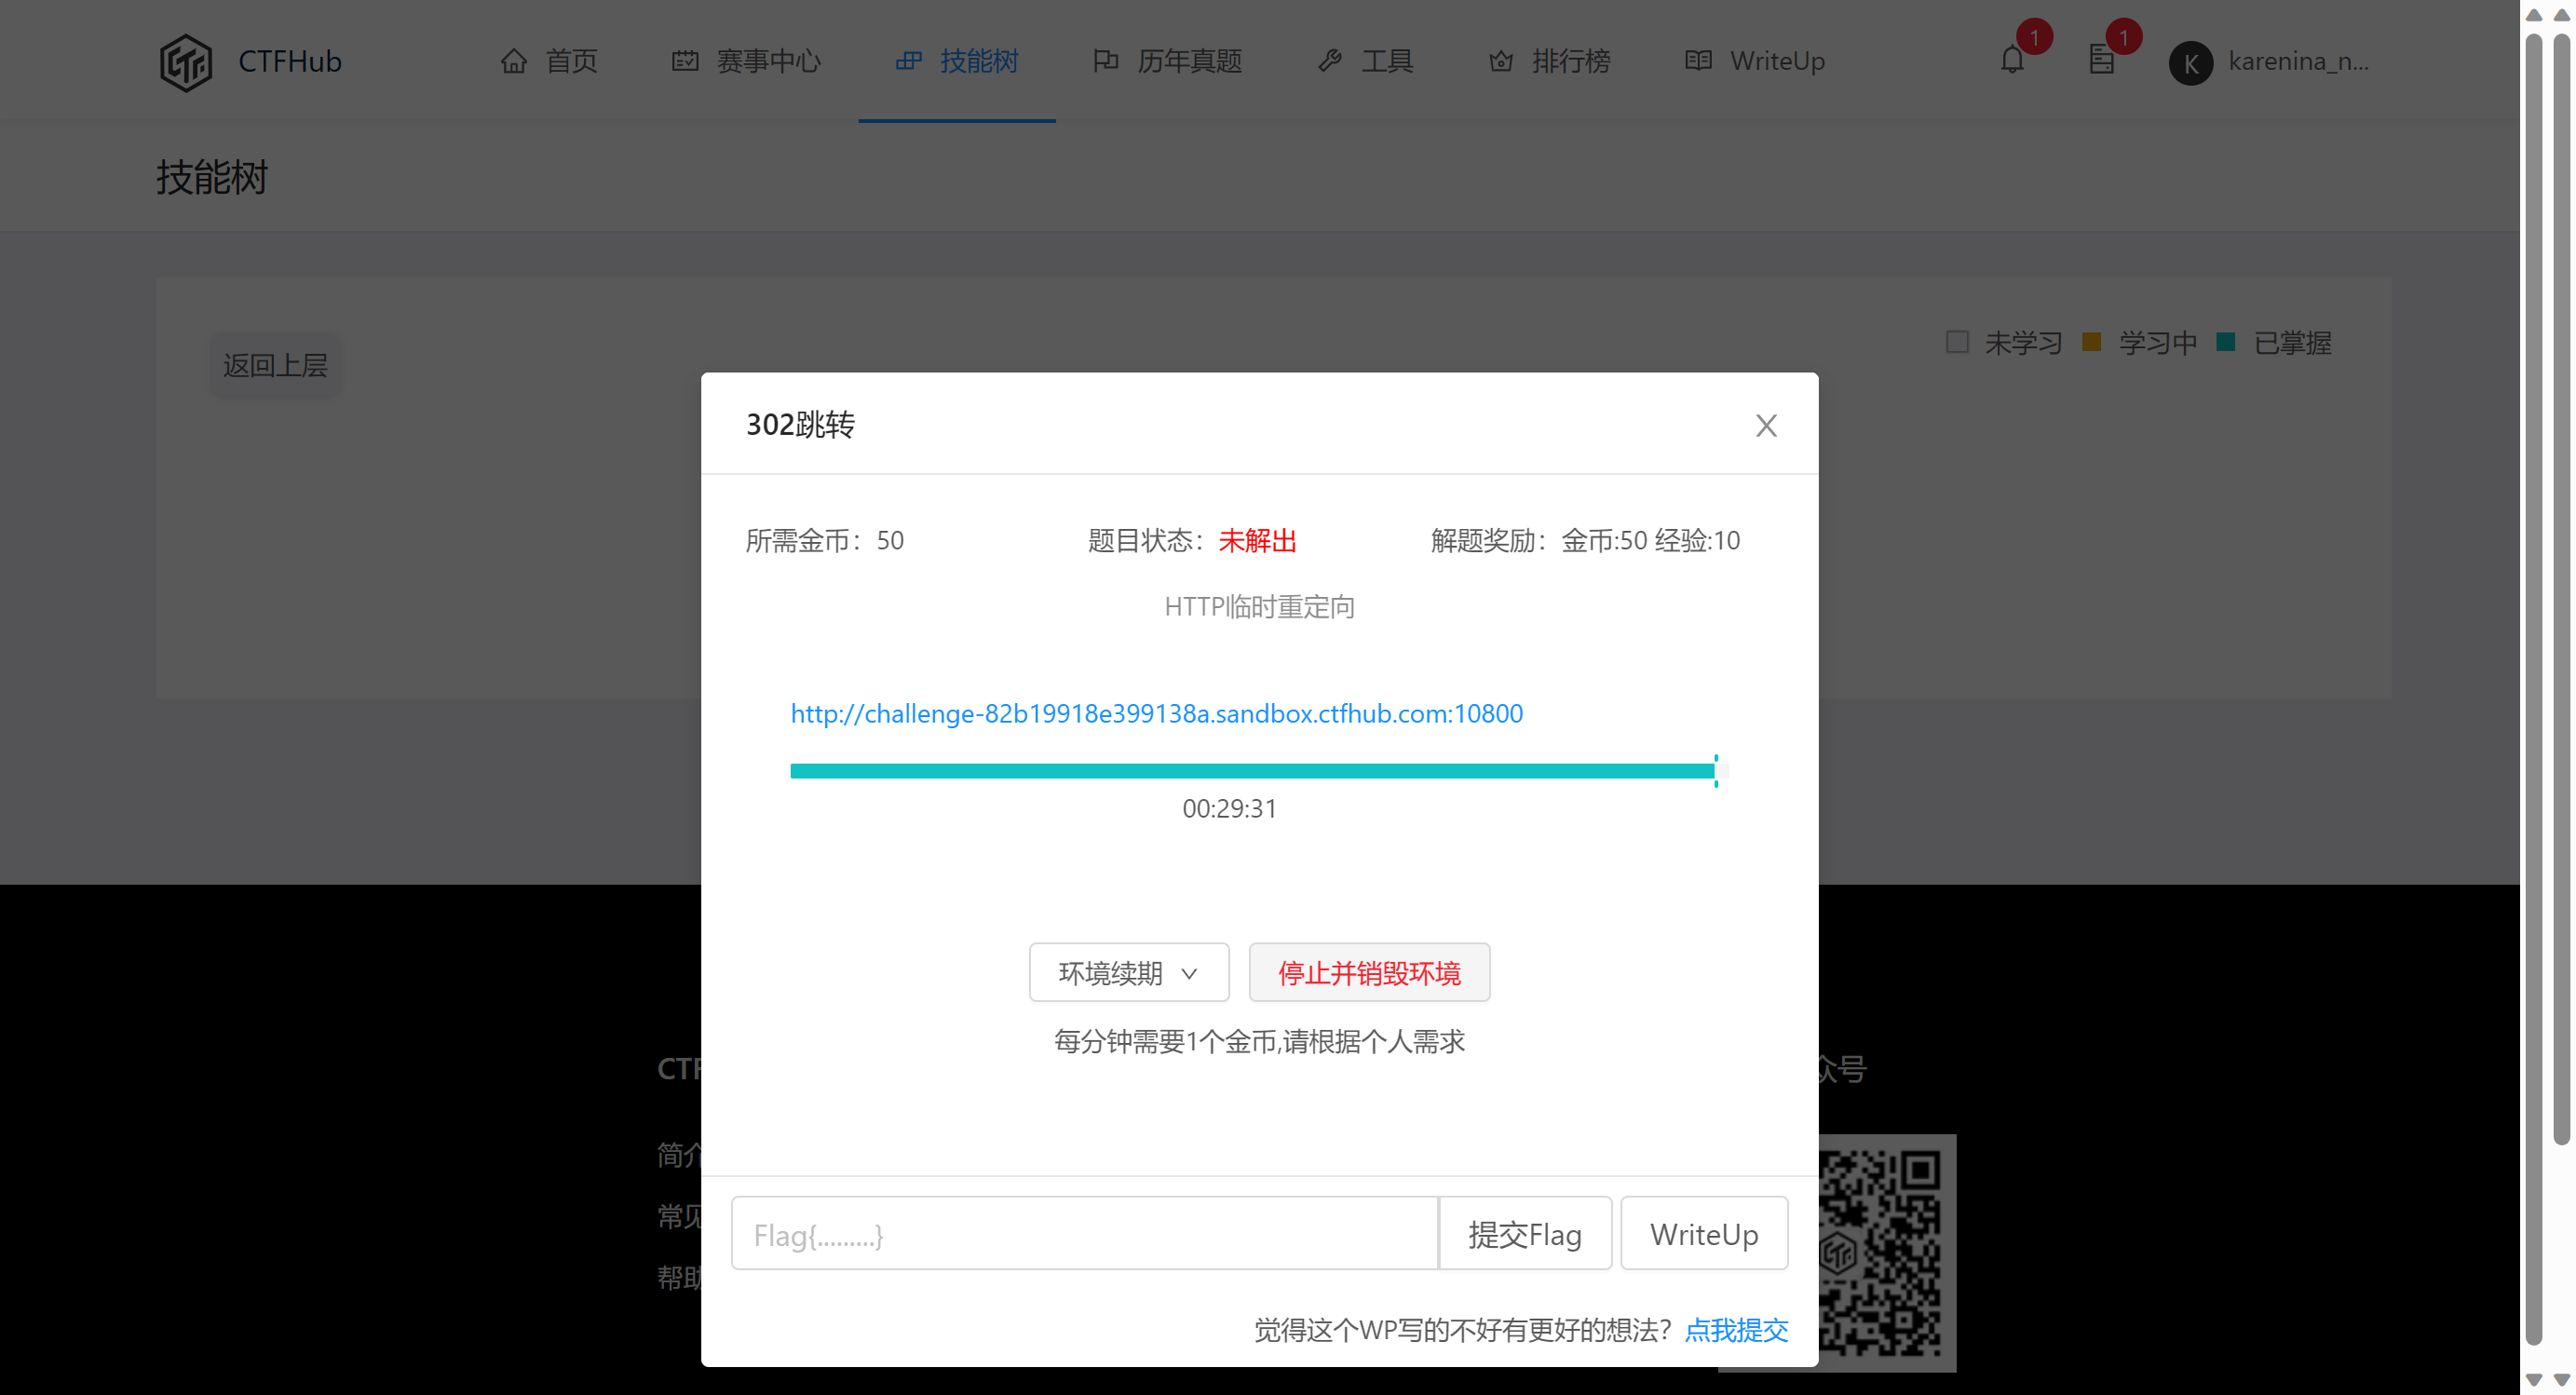 CTFHub 首页 赛事中心 技能树 历年真题 工具 排行榜 WriteUp 1 1 K karenina_n...
技能树
返回上层
未学习 学习中 已掌握
302跳转
所需金币：50 题目状态：未解出 解题奖励：金币:50 经验:10
HTTP临时重定向
http://challenge-82b19918e399138a.sandbox.ctfhub.com:10800
00:29:31
环境续期 停止并销毁环境
每分钟需要1个金币,请根据个人需求
CTF
众号
简介
常见
帮助
Flag{.........} 提交Flag WriteUp
觉得这个WP写的不好有更好的想法？点我提交